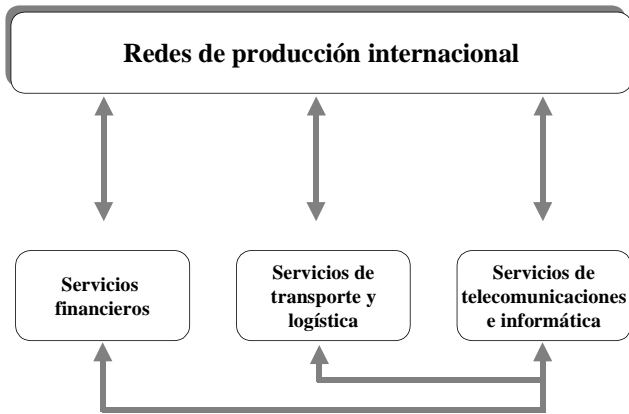 Redes de producción internacional
Servicios
financieros
Servicios de
transporte y
logística
Servicios de
telecomunicaciones
e informática